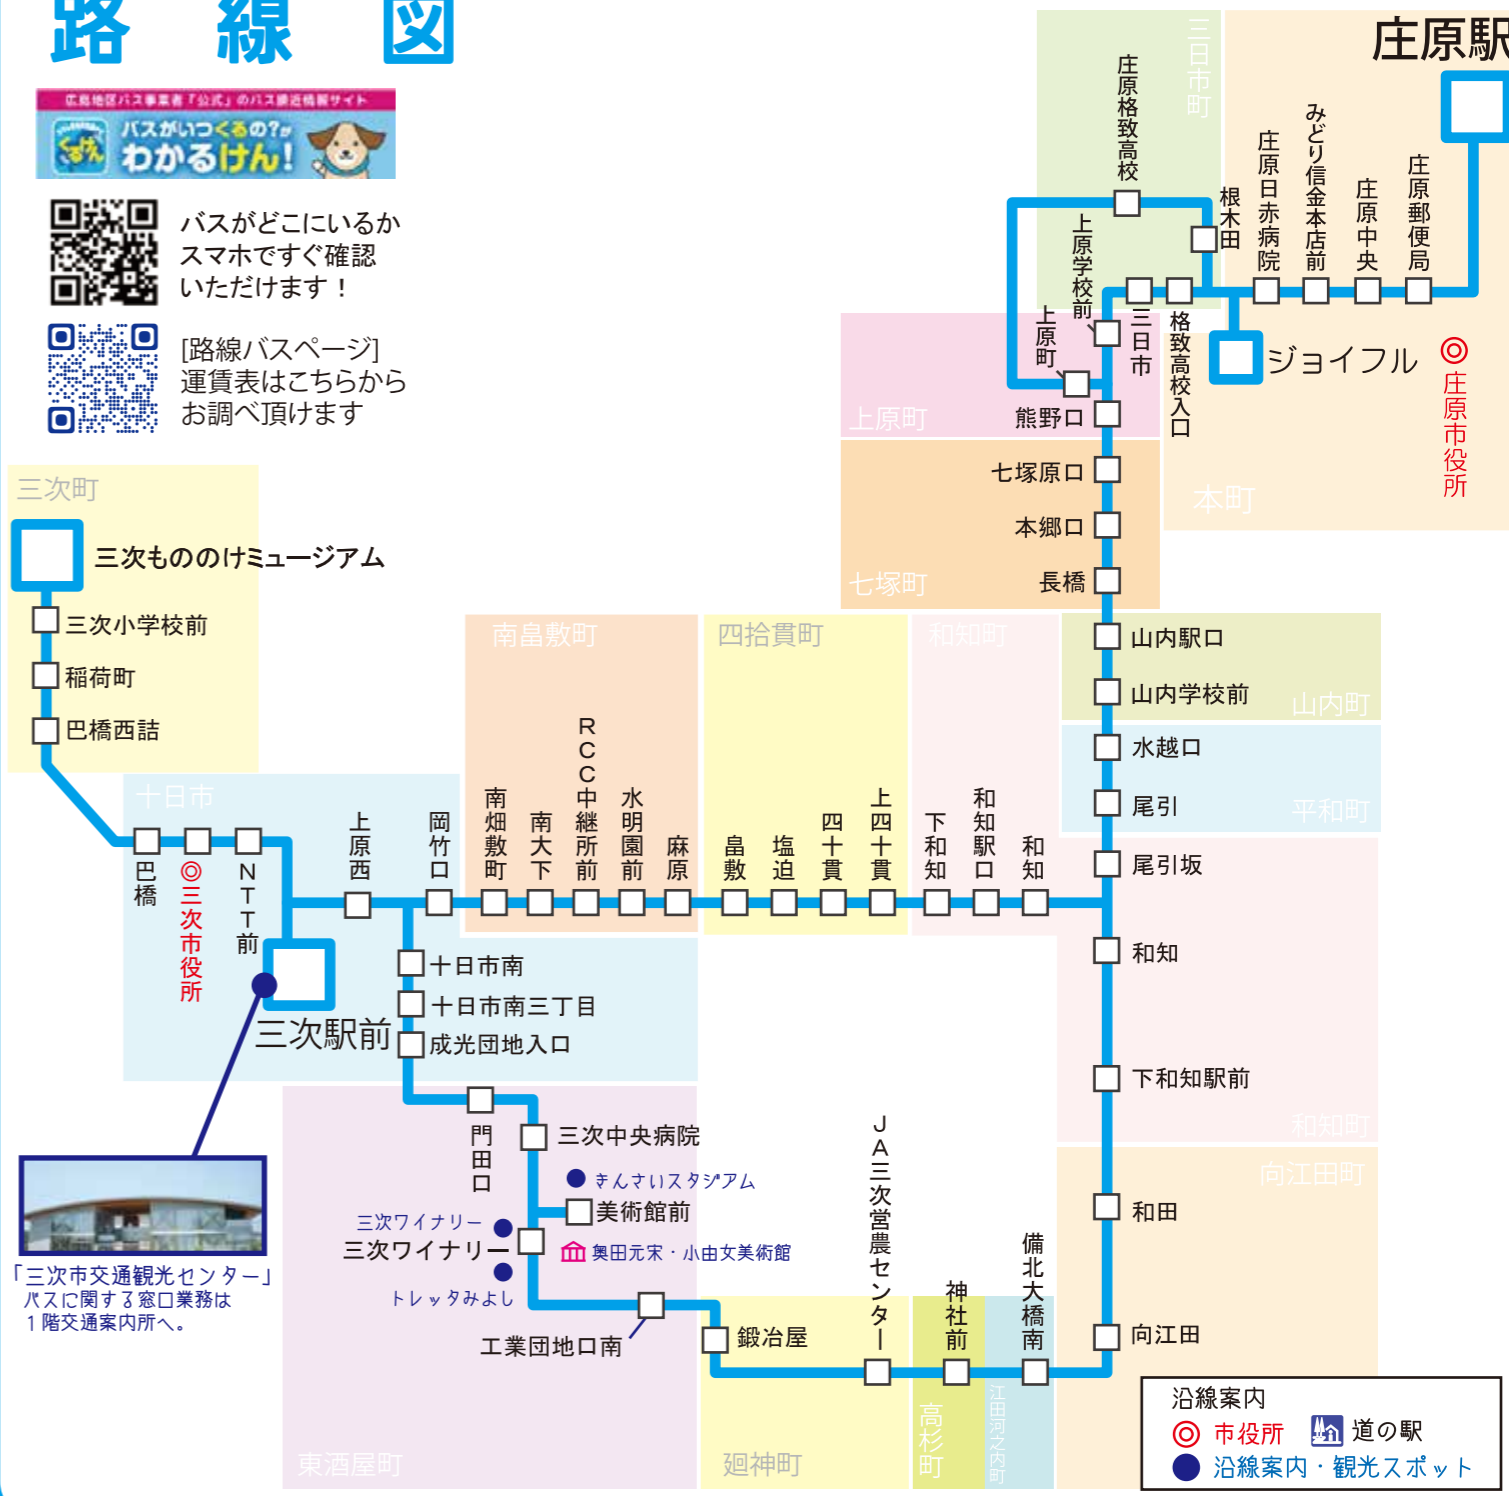 路線図
広島地区バス事業者「公式」のバス接近情報サイト
くるけん
バスがいつくるの?が
わかるけん!
バスがどこにいるか
スマホですぐ確認
いただけます!
[路線バスページ]
運賃表はこちらから
お調べ頂けます
三日市町
庄原駅
庄原格致高校
根木田
庄原日赤病院
みどり信金本店前
庄原中央
庄原郵便局
上原学校前
上原町
三日市
格致高校入口
ジョイフル
庄原市役所
本町
上原町
熊野口
七塚原口
本郷口
長橋
七塚町
山内駅口
山内学校前
山内町
水越口
尾引
平和町
尾引坂
和知
下和知駅前
和知町
三次町
三次もののけミュージアム
三次小学校前
稲荷町
巴橋西詰
十日市
巴橋
三次市役所
NTT前
三次駅前
上原西
岡竹口
南畠敷町
南畑敷町
南大下
RCC中継所前
水明園前
麻原
四拾貫町
畠敷
塩迫
四十貫
上四十貫
和知町
下和知
和知駅口
和知
十日市南
十日市南三丁目
成光団地入口
門田口
三次中央病院
きんさいスタジアム
美術館前
三次ワイナリー
三次ワイナリー
奥田元宋・小由女美術館
トレッタみよし
工業団地口南
東酒屋町
鍛冶屋
JA三次営農センター
廻神町
神社前
高杉町
備北大橋南
江田河之内町
向江田町
和田
向江田
「三次市交通観光センター」
バスに関する窓口業務は
1階交通案内所へ。
沿線案内
市役所
道の駅
沿線案内・観光スポット